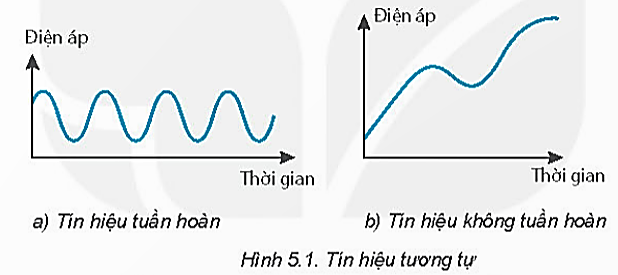 Điện áp
Thời gian
a) Tín hiệu tuần hoàn
Điện áp
Thời gian
b) Tín hiệu không tuần hoàn
Hình 5.1. Tín hiệu tương tự